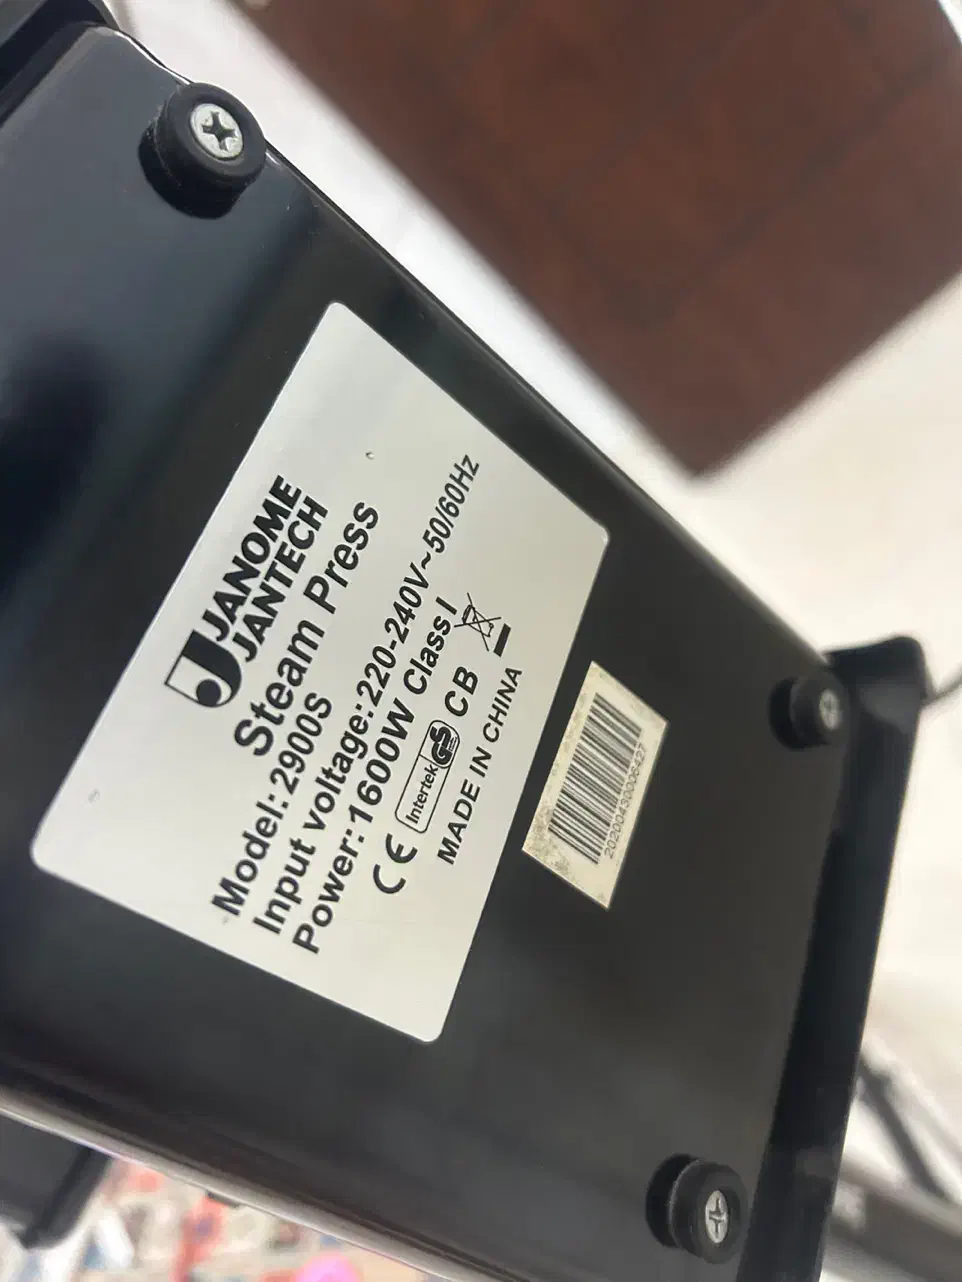 JANOME
JANTECH
Steam Press
Model:2900S
Input voltage:220-240V~50/60Hz
Power:1600W Class I
CE Intertek GS CB
MADE IN CHINA
20200430006427